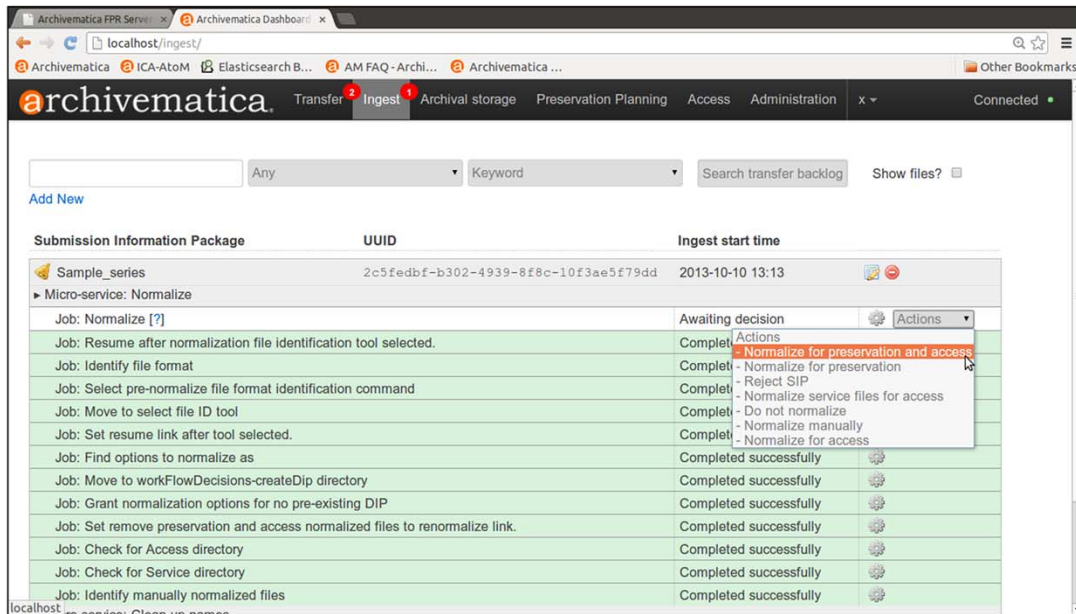 Archivematica FPR Server × Archivematica Dashboard ×
localhost/ingest/
Archivematica ICA-AtoM Elasticsearch B... AM FAQ - Archi... Archivematica ... Other Bookmarks
archivematica. Transfer 2 Ingest 1 Archival storage Preservation Planning Access Administration x Connected
Any Keyword Search transfer backlog Show files?
Add New
Submission Information Package UUID Ingest start time
Sample_series 2c5fedbf-b302-4939-8f8c-10f3ae5f79dd 2013-10-10 13:13
Micro-service: Normalize
Job: Normalize [?] Awaiting decision Actions
Job: Resume after normalization file identification tool selected. Complet
Job: Identify file format Complet
Job: Select pre-normalize file format identification command Complet
Job: Move to select file ID tool Complet
Job: Set resume link after tool selected. Complet
Actions
- Normalize for preservation and access
- Normalize for preservation
- Reject SIP
- Normalize service files for access
- Do not normalize
- Normalize manually
- Normalize for access
Job: Find options to normalize as Completed successfully
Job: Move to workFlowDecisions-createDip directory Completed successfully
Job: Grant normalization options for no pre-existing DIP Completed successfully
Job: Set remove preservation and access normalized files to renormalize link. Completed successfully
Job: Check for Access directory Completed successfully
Job: Check for Service directory Completed successfully
Job: Identify manually normalized files Completed successfully
localhost